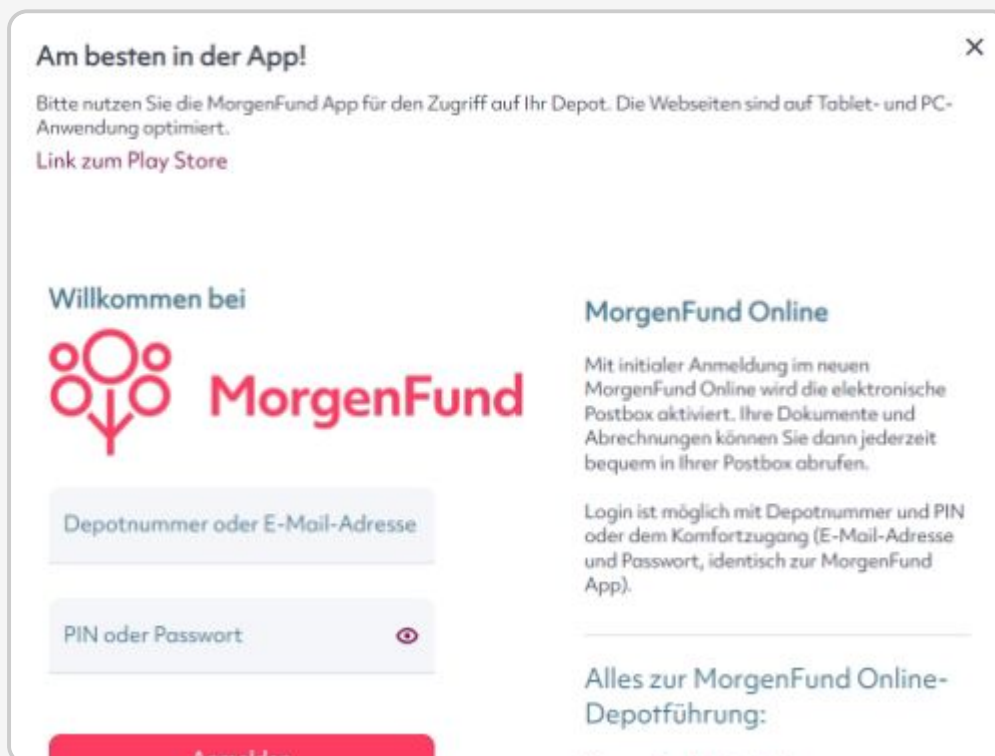 Am besten in der App!
Bitte nutzen Sie die MorgenFund App für den Zugriff auf Ihr Depot. Die Webseiten sind auf Tablet- und PC-
Anwendung optimiert.
Link zum Play Store
Willkommen bei
MorgenFund
Depotnummer oder E-Mail-Adresse
PIN oder Passwort
MorgenFund Online
Mit initialer Anmeldung im neuen
MorgenFund Online wird die elektronische
Postbox aktiviert. Ihre Dokumente und
Abrechnungen können Sie dann jederzeit
bequem in Ihrer Postbox abrufen.
Login ist möglich mit Depotnummer und PIN
oder dem Komfortzugang (E-Mail-Adresse
und Passwort, identisch zur MorgenFund
App).
Alles zur MorgenFund Online-
Depotführung: